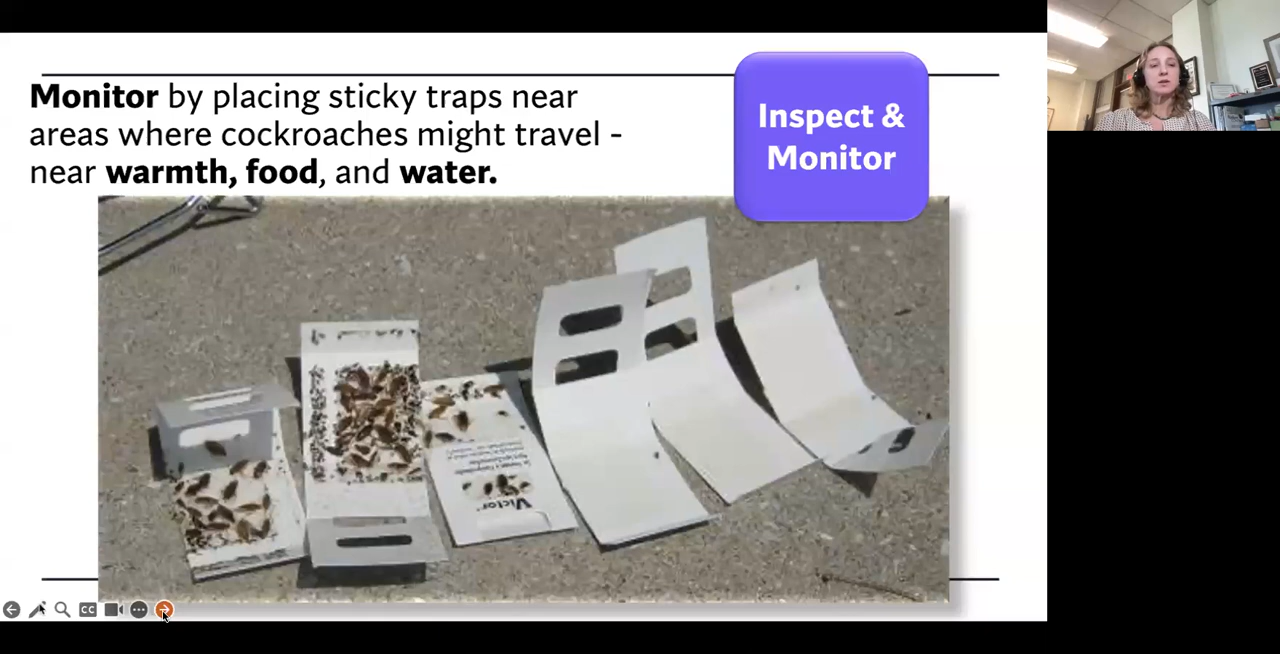 Monitor by placing sticky traps near
areas where cockroaches might travel -
near warmth, food, and water.
Inspect &
Monitor
Victor
CC